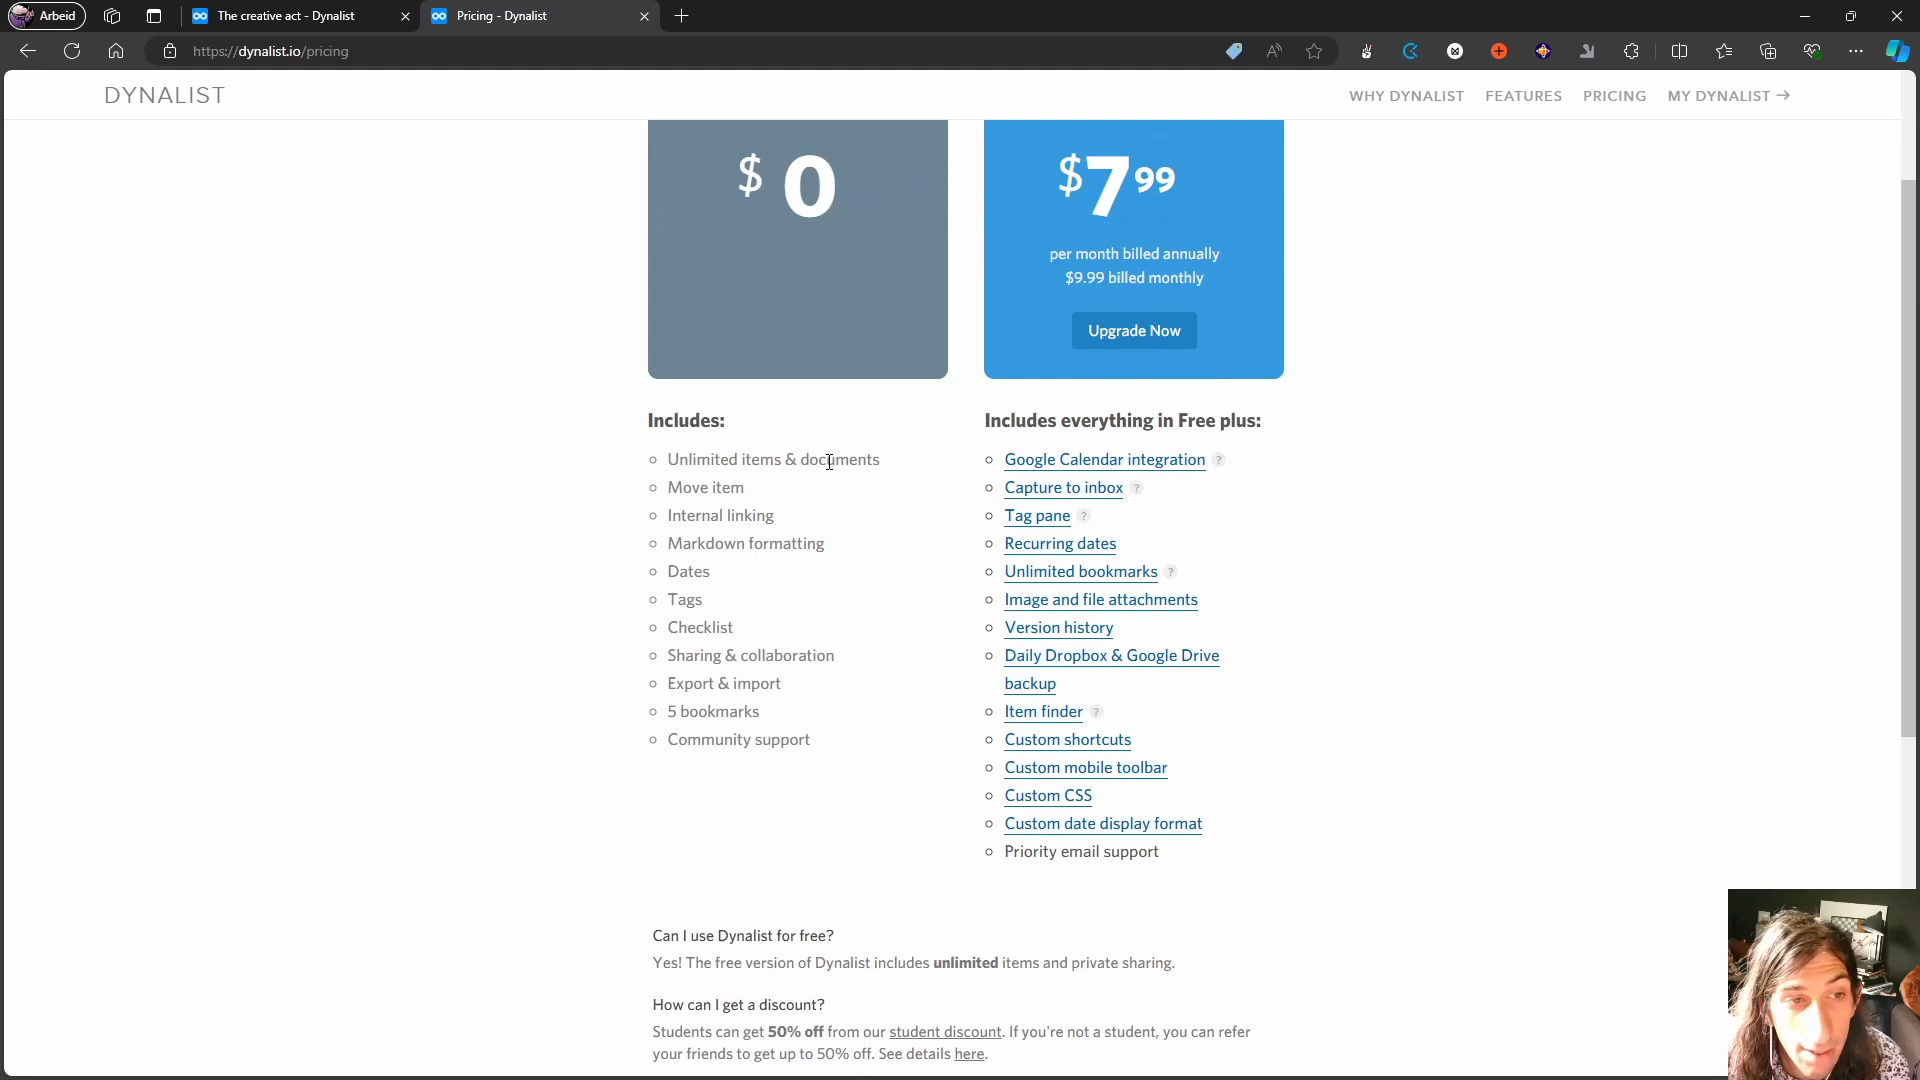 Arbeid
The creative act - Dynalist
Pricing - Dynalist
https://dynalist.io/pricing
DYNALIST
WHY DYNALIST
FEATURES
PRICING
MY DYNALIST →
$ 0
$7 99
per month billed annually
$9.99 billed monthly
Upgrade Now
Includes:
Unlimited items & documents
Move item
Internal linking
Markdown formatting
Dates
Tags
Checklist
Sharing & collaboration
Export & import
5 bookmarks
Community support
Includes everything in Free plus:
Google Calendar integration ?
Capture to inbox ?
Tag pane ?
Recurring dates
Unlimited bookmarks ?
Image and file attachments
Version history
Daily Dropbox & Google Drive
backup
Item finder ?
Custom shortcuts
Custom mobile toolbar
Custom CSS
Custom date display format
Priority email support
Can I use Dynalist for free?
Yes! The free version of Dynalist includes unlimited items and private sharing.
How can I get a discount?
Students can get 50% off from our student discount. If you're not a student, you can refer
your friends to get up to 50% off. See details here.